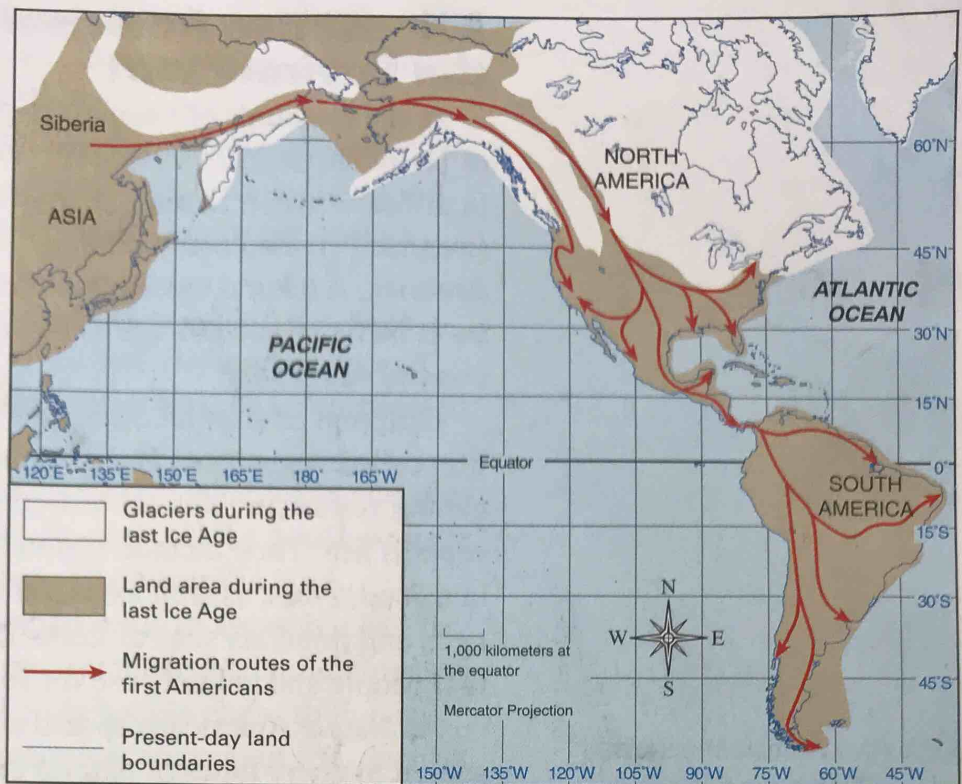 Siberia
ASIA
NORTH
AMERICA
60°N
45°N
ATLANTIC
OCEAN
30°N
PACIFIC
OCEAN
15°N
Equator
0°
120°E 135°E 150°E 165°E 180° 165°W
SOUTH
AMERICA
15°S
Glaciers during the
last Ice Age
Land area during the
last Ice Age
30°S
N
W E
S
1,000 kilometers at
the equator
Migration routes of the
first Americans
45°S
Mercator Projection
Present-day land
boundaries
150°W 135°W 120°W 105°W 90°W 75°W 60°W 45°W